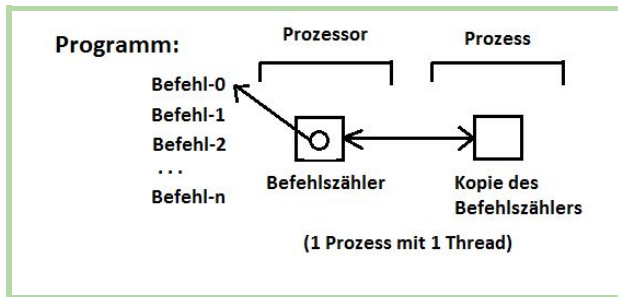 Programm:
Prozessor
Prozess
Befehl-0
Befehl-1
Befehl-2
...
Befehl-n
Befehlszähler
Kopie des
Befehlszählers
(1 Prozess mit 1 Thread)